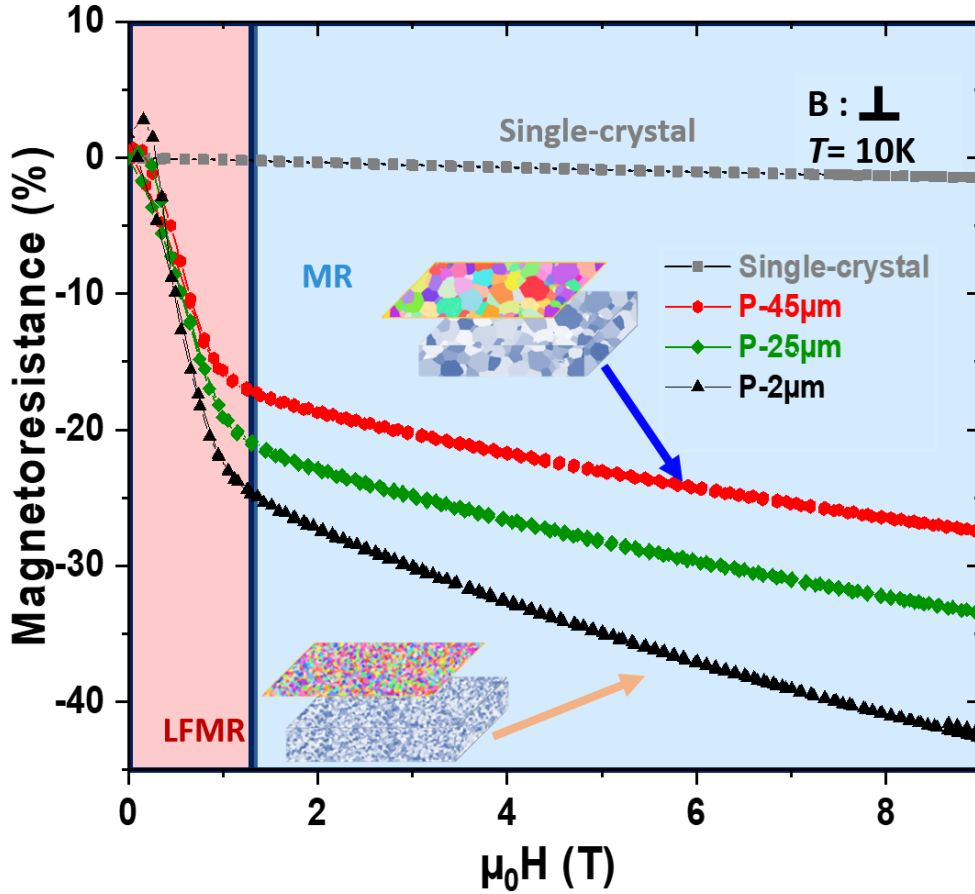 10
0
-10
-20
-30
-40
Magnetoresistance (%)
B : ⊥
T= 10K
Single-crystal
MR
Single-crystal
P-45µm
P-25µm
P-2µm
LFMR
0
2
4
6
8
µ₀H (T)